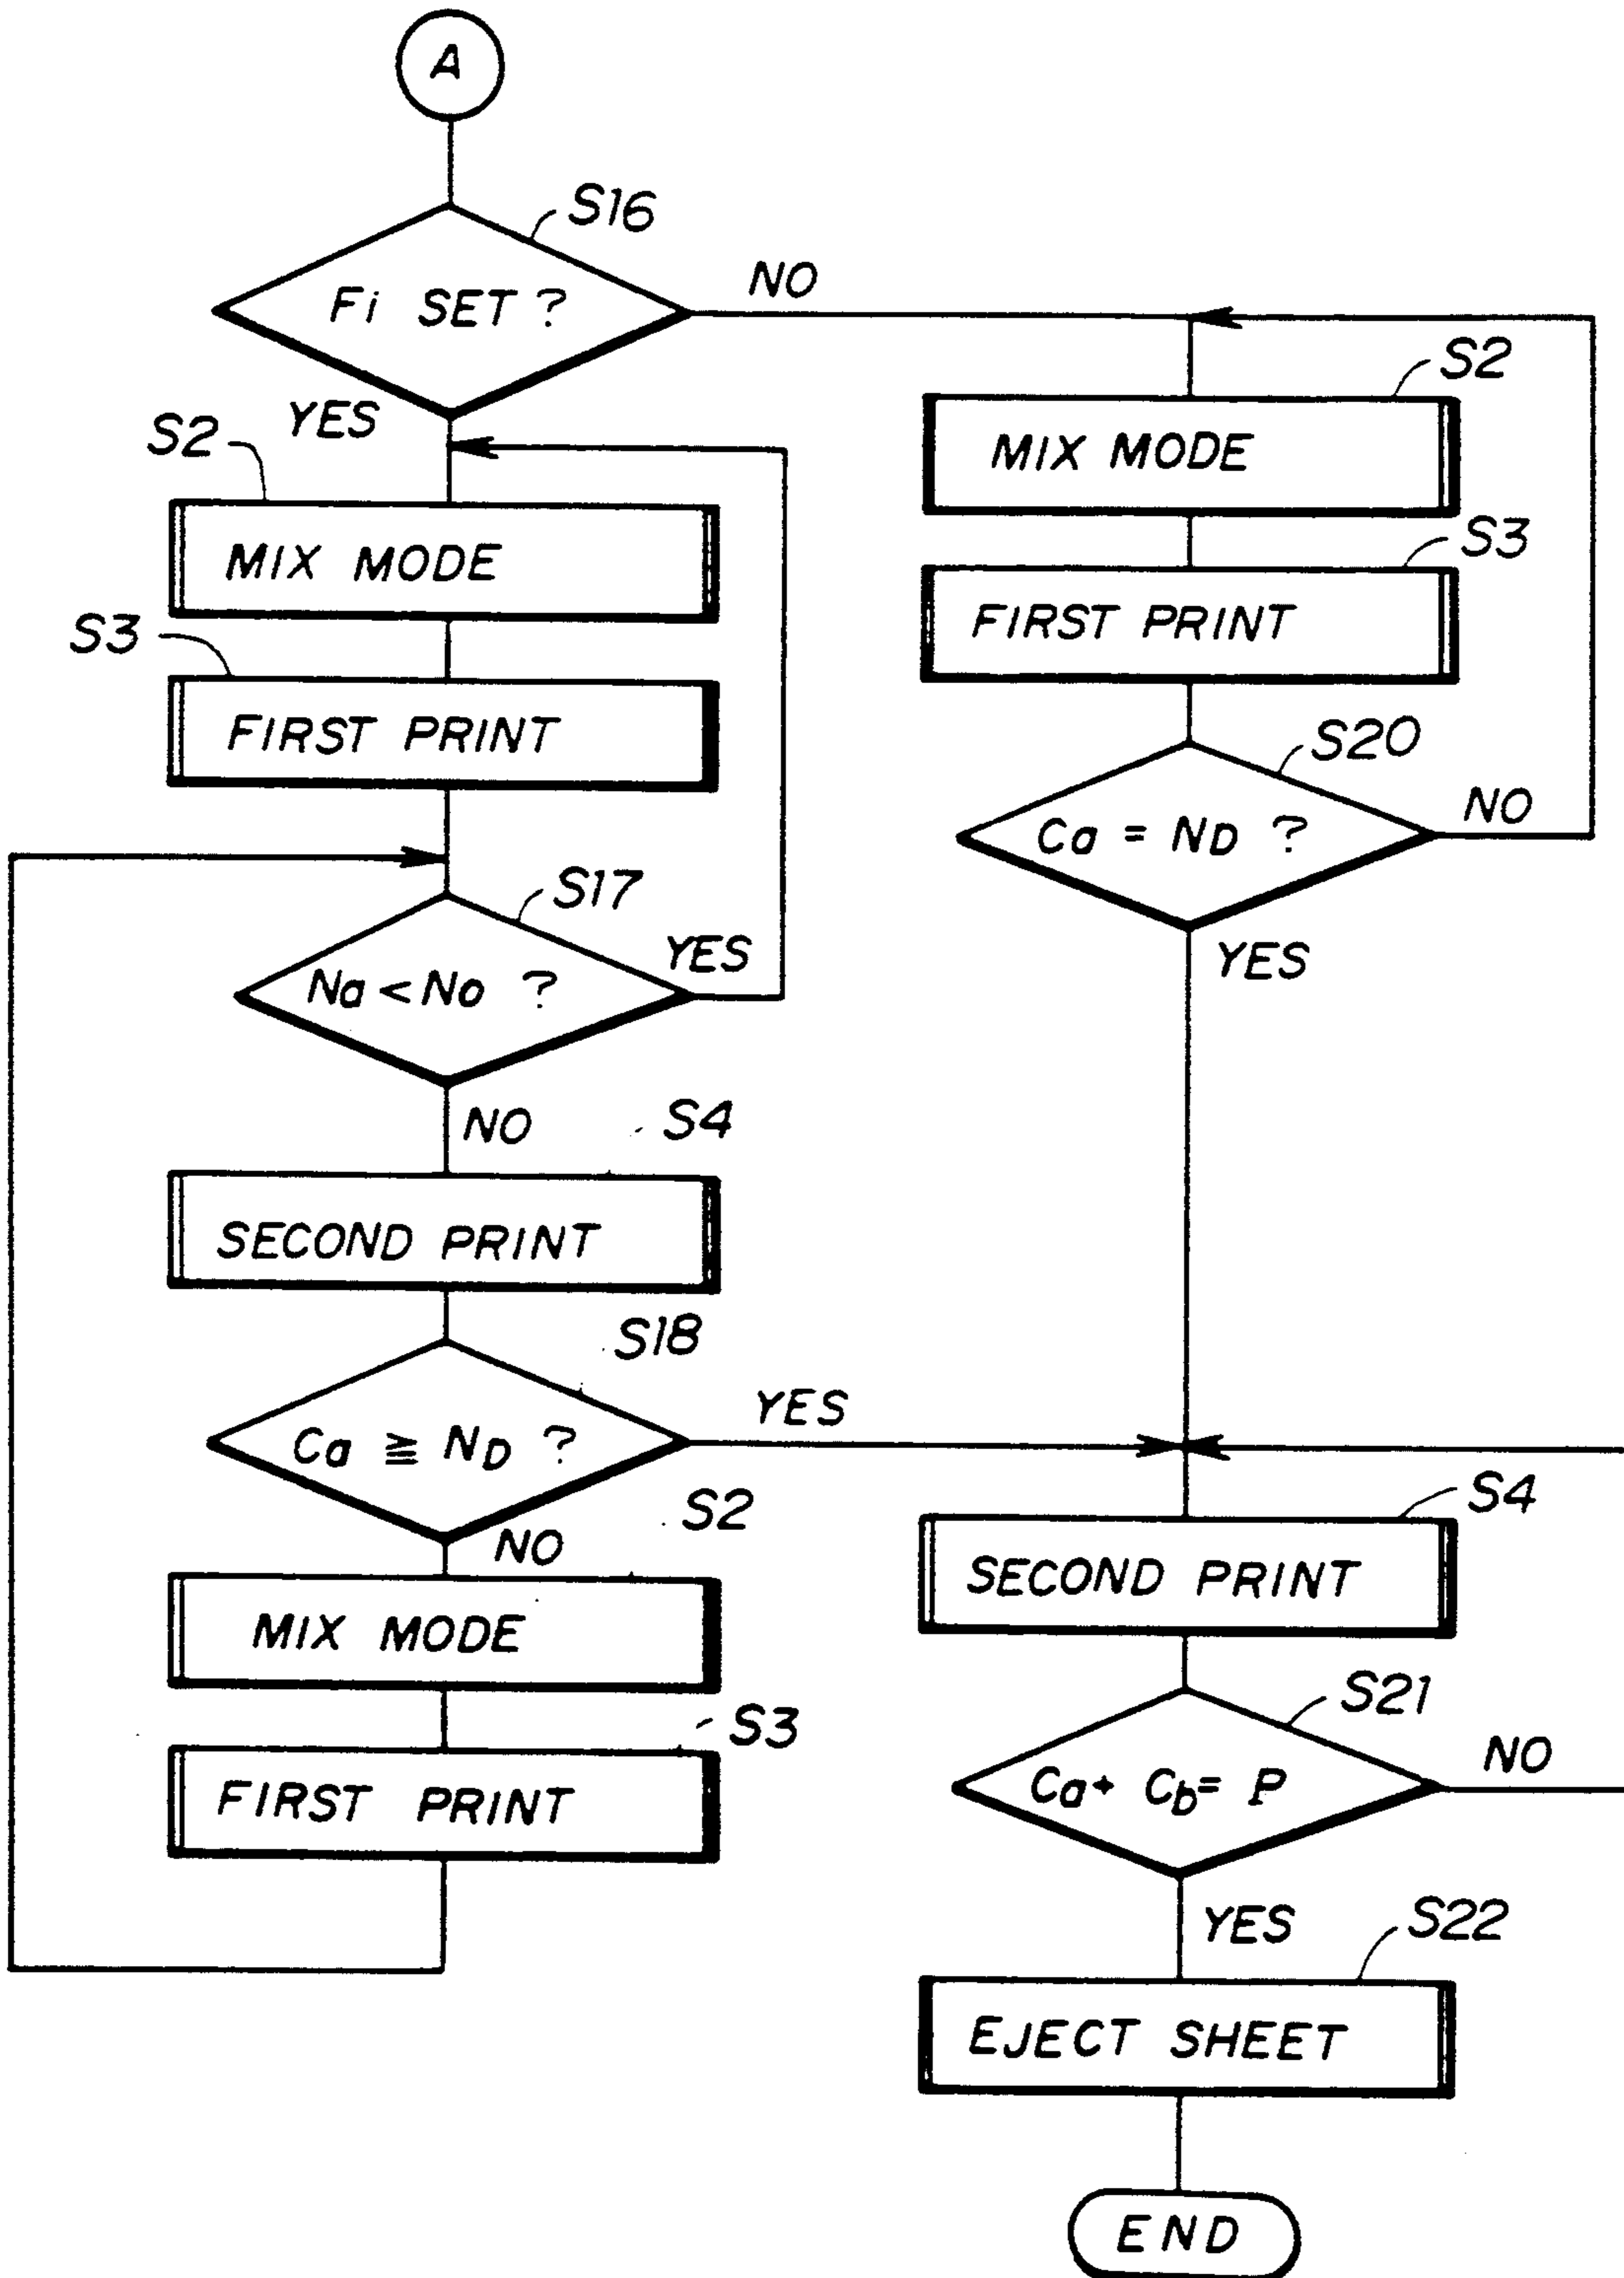 A
S16
Fi SET ?
NO
YES
S2
MIX MODE
S3
FIRST PRINT
S17
Na < No ?
YES
NO
S4
SECOND PRINT
S18
Ca ≧ ND ?
YES
NO
S2
MIX MODE
S3
FIRST PRINT
S2
MIX MODE
S3
FIRST PRINT
S20
Ca = ND ?
NO
YES
S4
SECOND PRINT
S21
Ca + Cb = P
NO
YES
S22
EJECT SHEET
END